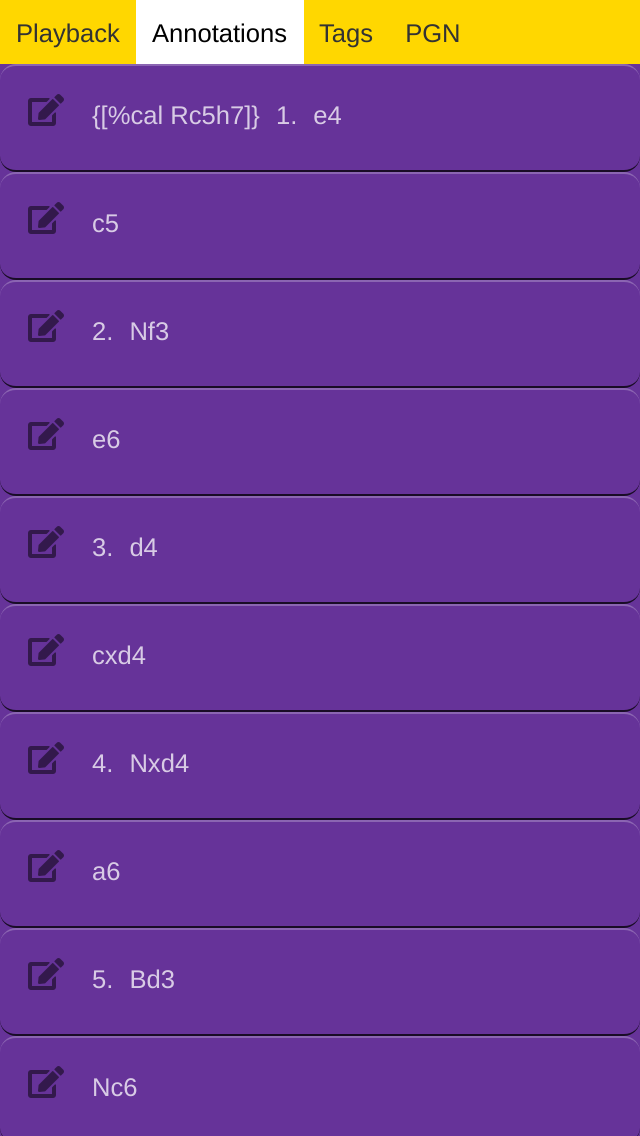 Playback Annotations Tags PGN
{[%cal Rc5h7]} 1. e4
c5
2. Nf3
e6
3. d4
cxd4
4. Nxd4
a6
5. Bd3
Nc6